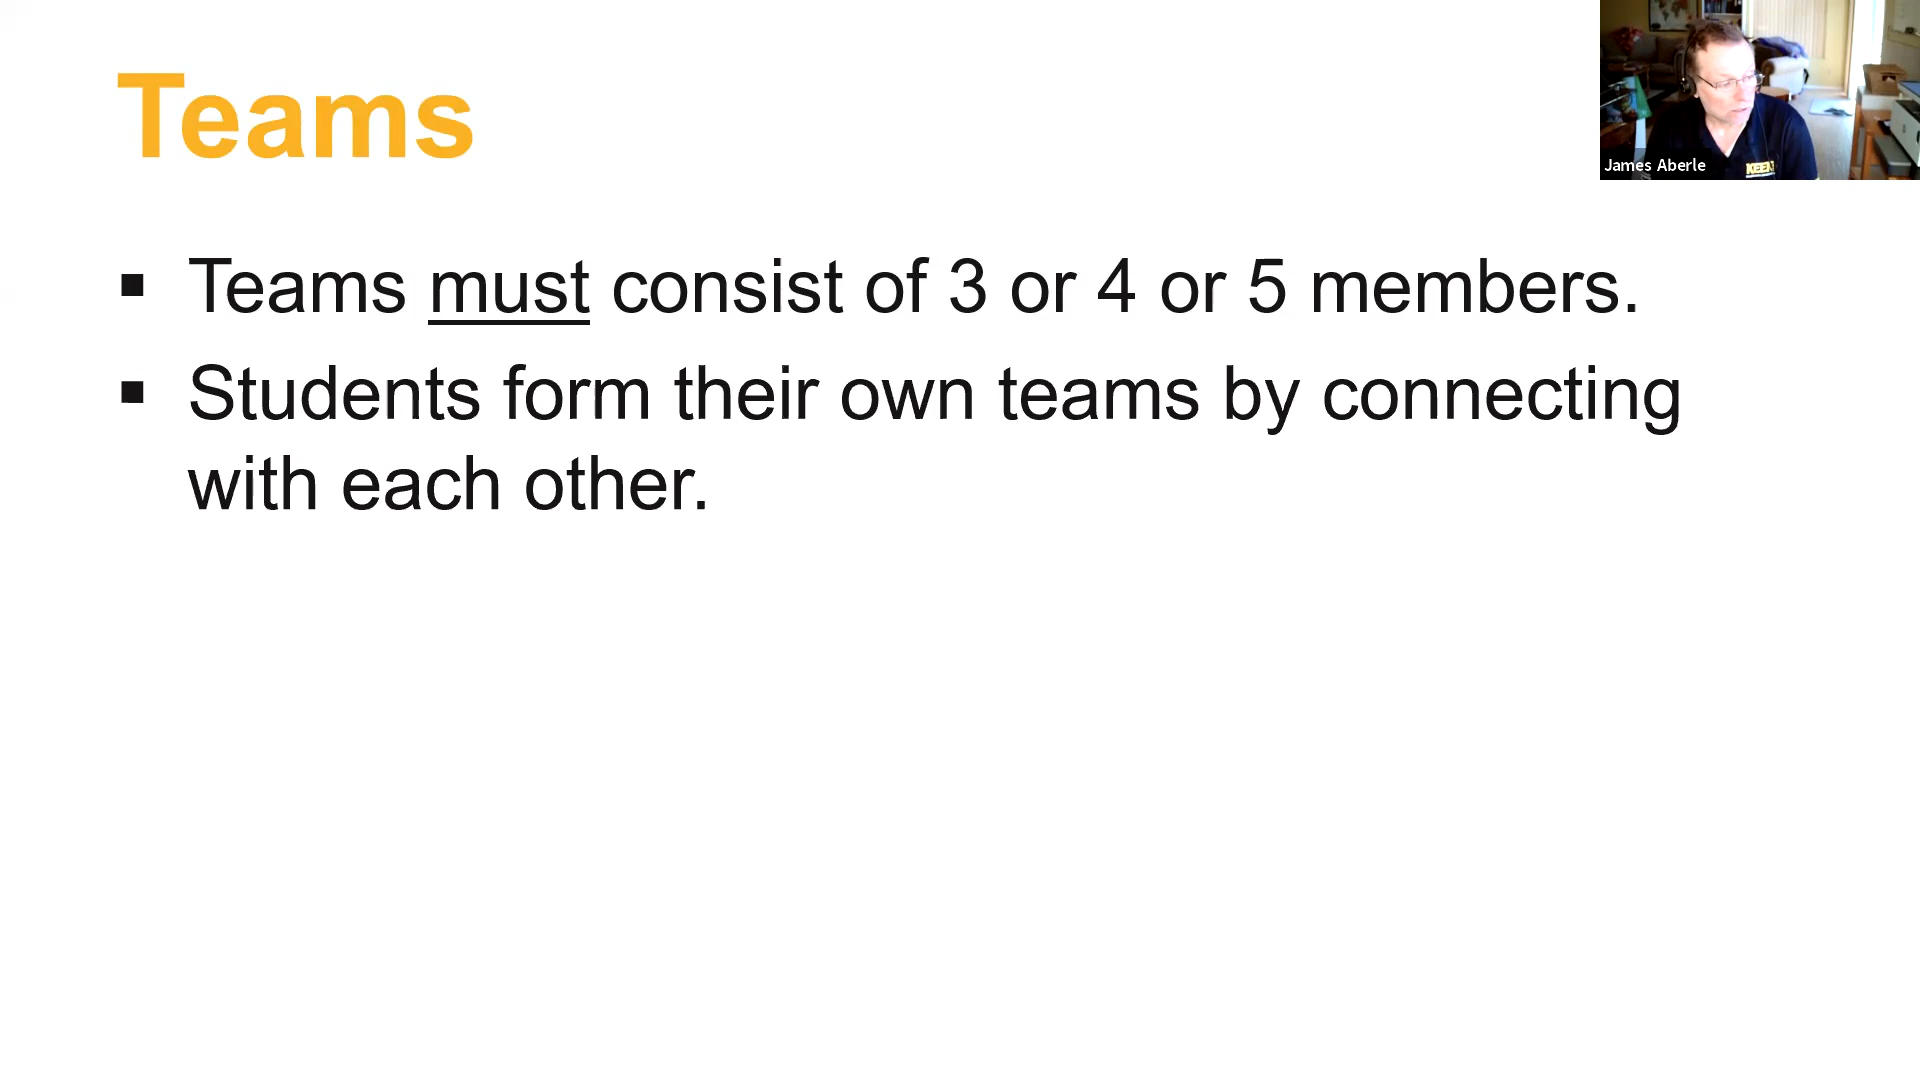 Teams
James Aberle
KEEN
▪ Teams must consist of 3 or 4 or 5 members.
▪ Students form their own teams by connecting
with each other.